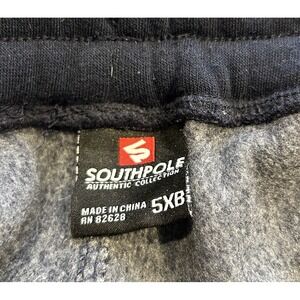 SOUTHPOLE
AUTHENTIC COLLECTION
MADE IN CHINA 5XB
RN 82628